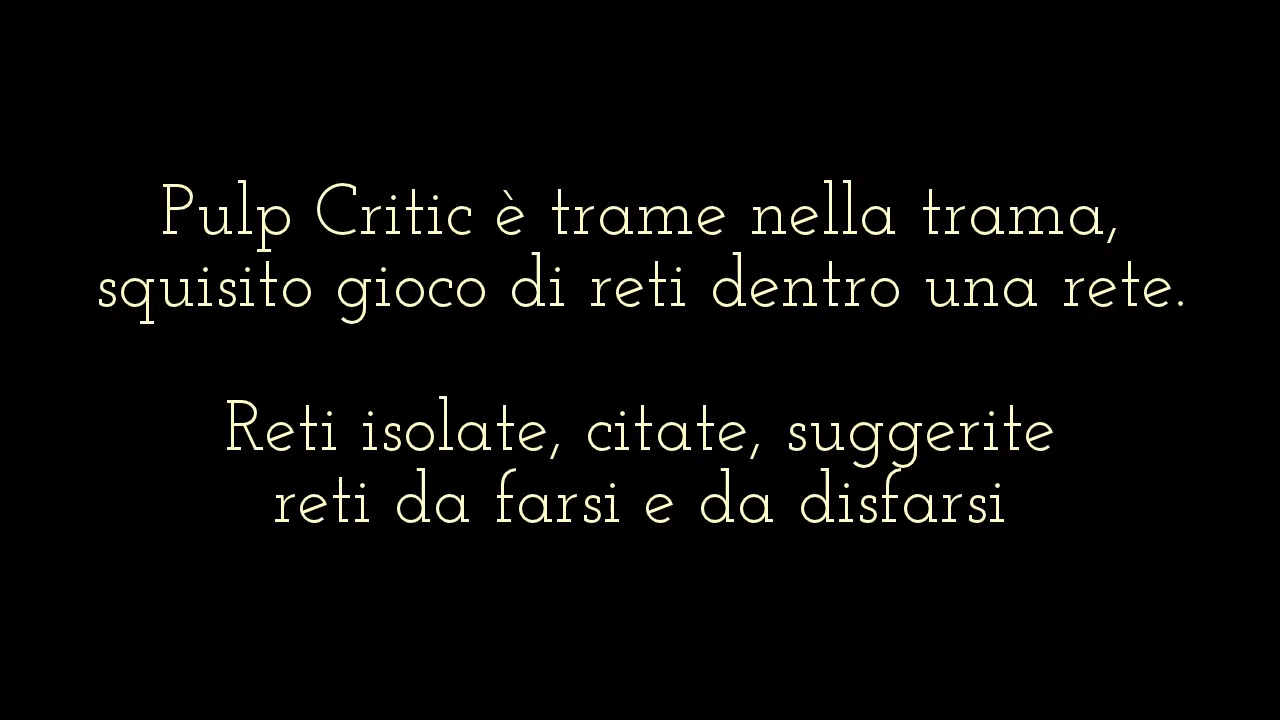 Pulp Critic è trame nella trama,
squisito gioco di reti dentro una rete.
Reti isolate, citate, suggerite
reti da farsi e da disfarsi